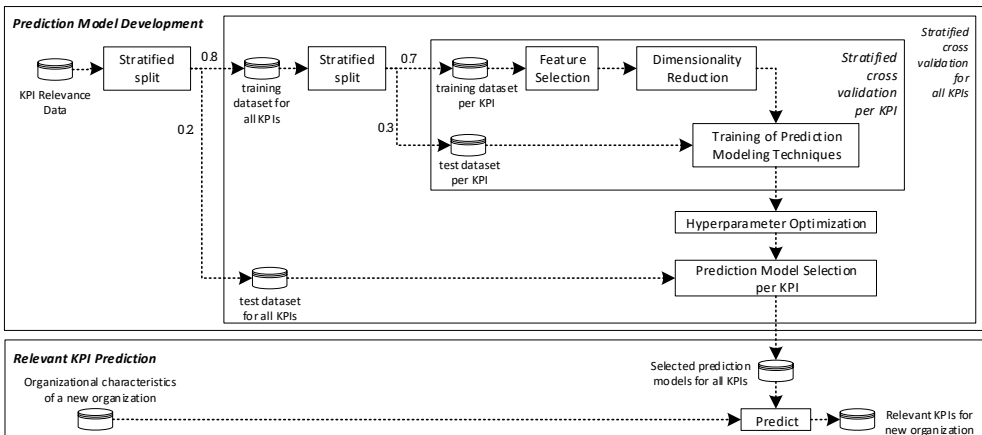 Prediction Model Development
KPI Relevance
Data
Stratified
split
0.8
0.2
training
dataset for
all KPIs
Stratified
split
0.7
0.3
training dataset
per KPI
Feature
Selection
Dimensionality
Reduction
Stratified
cross
validation
per KPI
Stratified
cross
validation
for
all KPIs
test dataset
per KPI
Training of Prediction
Modeling Techniques
Hyperparameter Optimization
test dataset
for all KPIs
Prediction Model Selection
per KPI
Relevant KPI Prediction
Organizational characteristics
of a new organization
Selected prediction
models for all KPIs
Predict
Relevant KPIs for
new organization